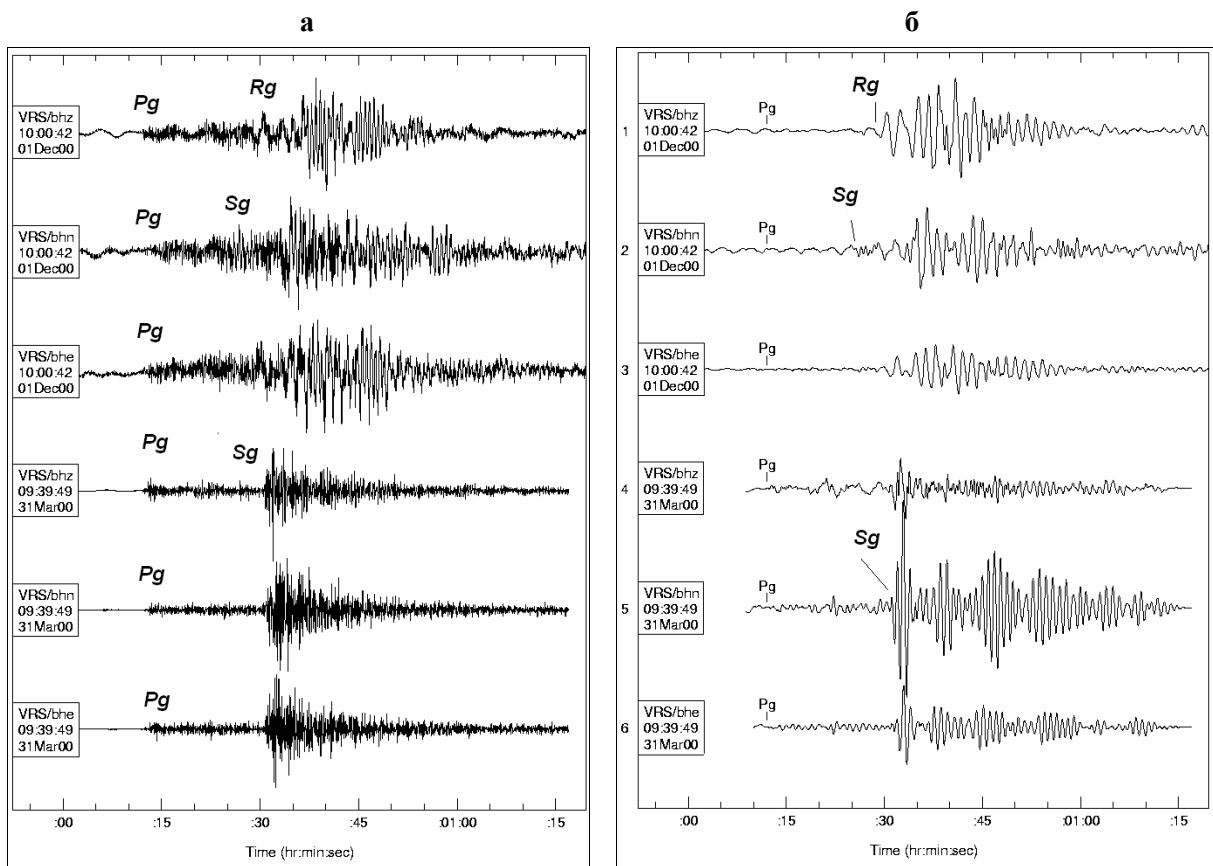 а
Pg
Rg
VRS/bhz
10:00:42
01Dec00
Pg
Sg
VRS/bhn
10:00:42
01Dec00
Pg
VRS/bhe
10:00:42
01Dec00
Pg
Sg
VRS/bhz
09:39:49
31Mar00
Pg
VRS/bhn
09:39:49
31Mar00
Pg
VRS/bhe
09:39:49
31Mar00
:00 :15 :30 :45 :01:00 :15
Time (hr:min:sec)
б
Rg
Pg
1
VRS/bhz
10:00:42
01Dec00
Sg
Pg
2
VRS/bhn
10:00:42
01Dec00
Pg
3
VRS/bhe
10:00:42
01Dec00
Pg
4
VRS/bhz
09:39:49
31Mar00
Sg
Pg
5
VRS/bhn
09:39:49
31Mar00
Pg
6
VRS/bhe
09:39:49
31Mar00
:00 :15 :30 :45 :01:00 :15
Time (hr:min:sec)